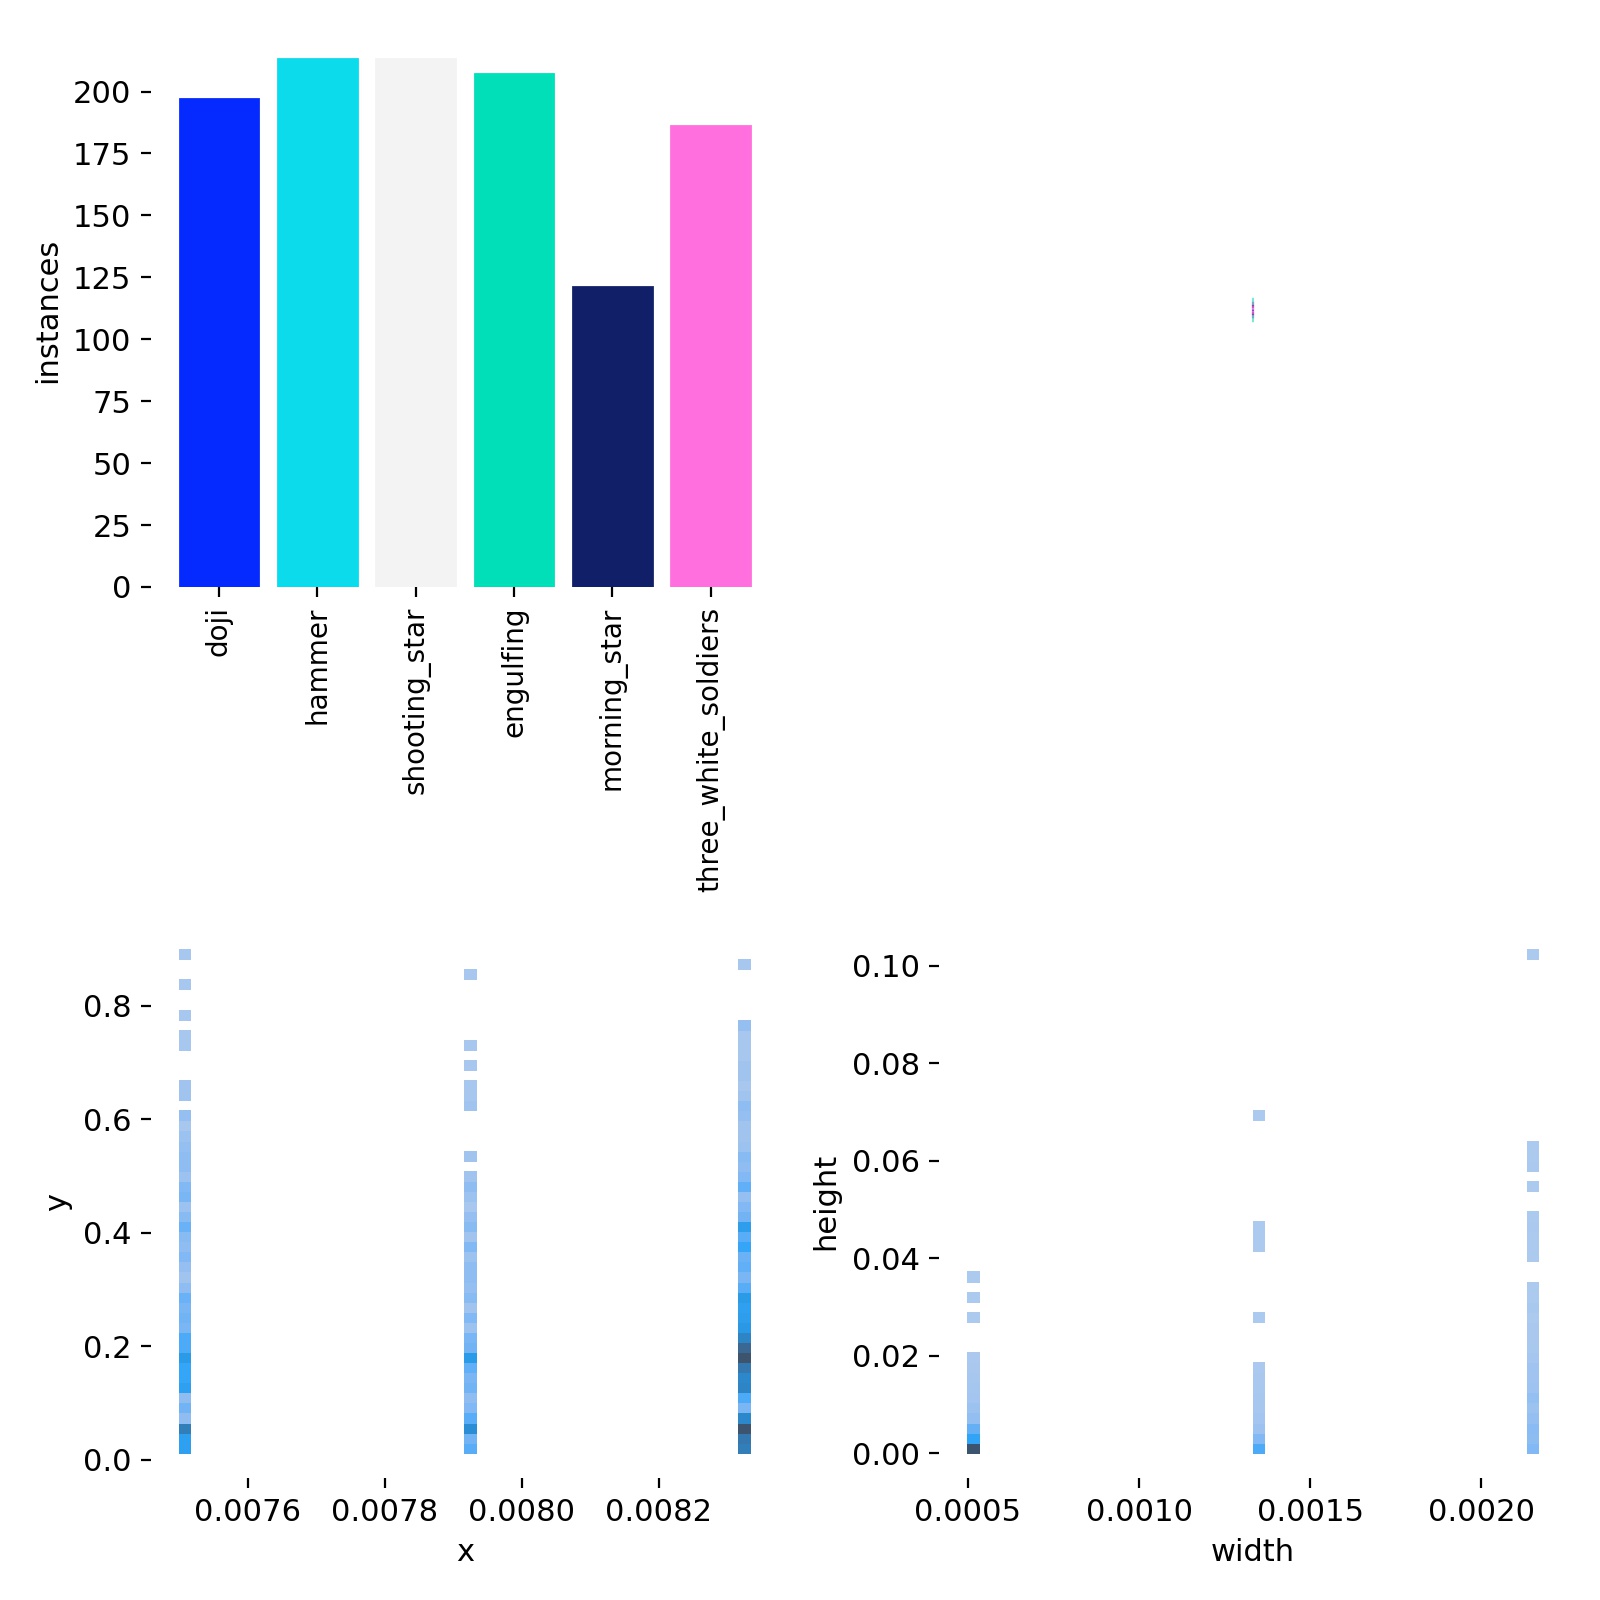 instances
200
175
150
125
100
75
50
25
0
doji
hammer
shooting_star
engulfing
morning_star
three_white_soldiers
y
0.8
0.6
0.4
0.2
0.0
0.0076 0.0078 0.0080 0.0082
x
height
0.10
0.08
0.06
0.04
0.02
0.00
0.0005 0.0010 0.0015 0.0020
width